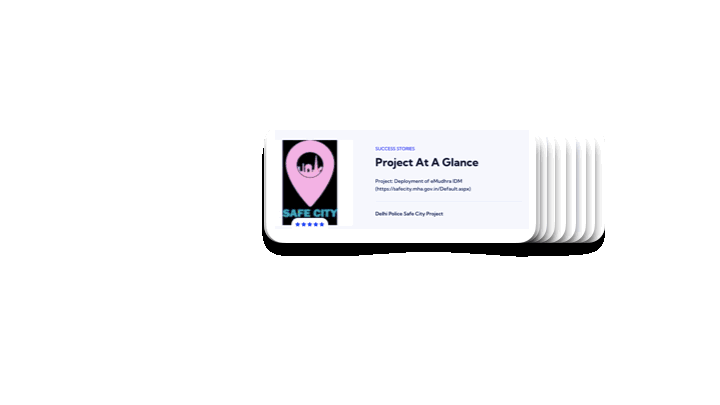 SAFE CITY
SUCCESS STORIES
Project At A Glance
Project: Deployment of eMudhra IDM
(https://safecity.mha.gov.in/Default.aspx)
Delhi Police Safe City Project